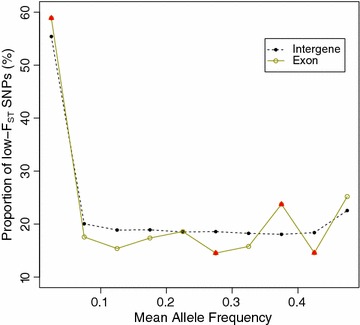 Proportion of low−FST SNPs (%)
60
50
40
30
20
10
Intergene
Exon
0.1
0.2
0.3
0.4
Mean Allele Frequency